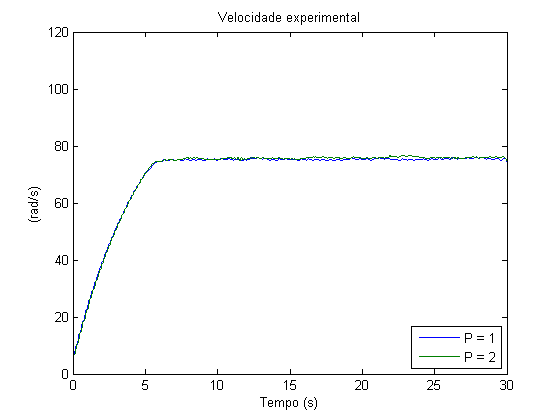 Velocidade experimental
120
100
80
60
40
20
0
(rad/s)
0 5 10 15 20 25 30
Tempo (s)
P = 1
P = 2